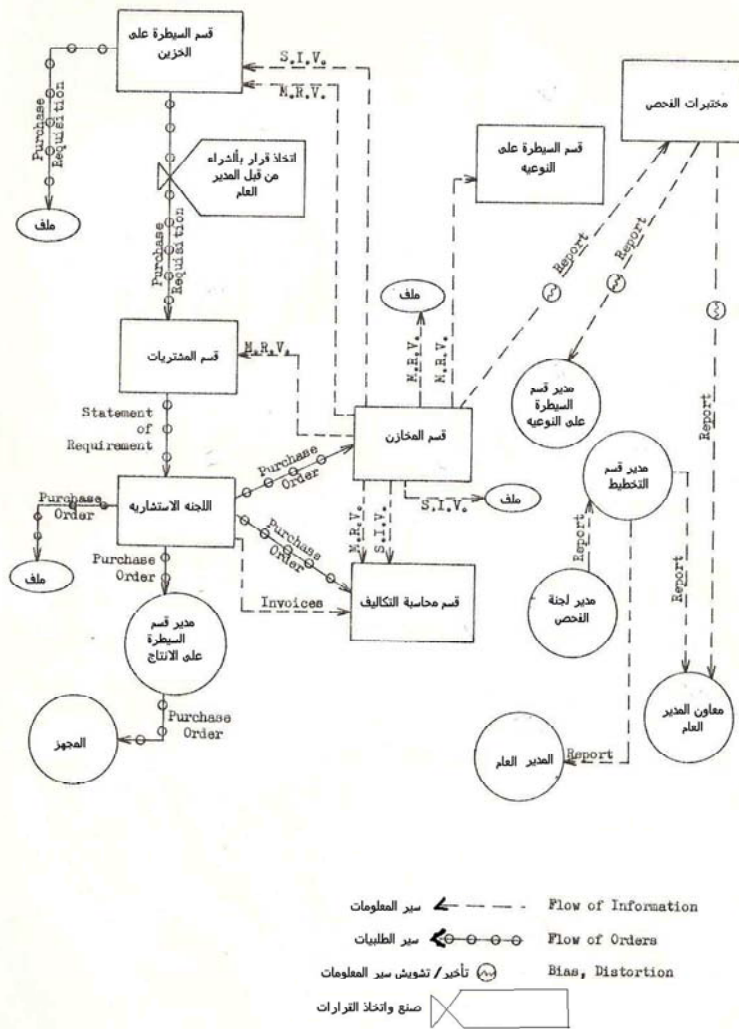 قسم السيطرة على
الخزين
S.I.V.
M.R.V.
مختبرات الفحص
Purchase
Requisition
اتخاذ قرار بألشراء
من قبل المدير
العام
قسم السيطرة على
النوعيه
ملف
Purchase
Requisition
Report
Report
ملف
M.R.V.
M.R.V.
قسم المشتريات
M.R.V.
Report
مدير قسم
السيطرة
على النوعيه
Statement
of
Requirement
قسم المخازن
Purchase
Order
مدير قسم
التخطيط
Purchase
Order
اللجنه الاستشاريه
ملف
S.I.V.
M.R.V.
S.I.V.
Purchase
Order
Report
Report
ملف
Purchase
Order
Invoices
قسم محاسبة التكاليف
مدير لجنة
الفحص
مدير قسم
السيطرة
على الانتاج
Purchase
Order
المجهز
معاون المدير
العام
المدير العام
Report
سير المعلومات Flow of Information
سير الطلبيات Flow of Orders
تأخير / تشويش سير المعلومات Bias, Distortion
صنع واتخاذ القرارات